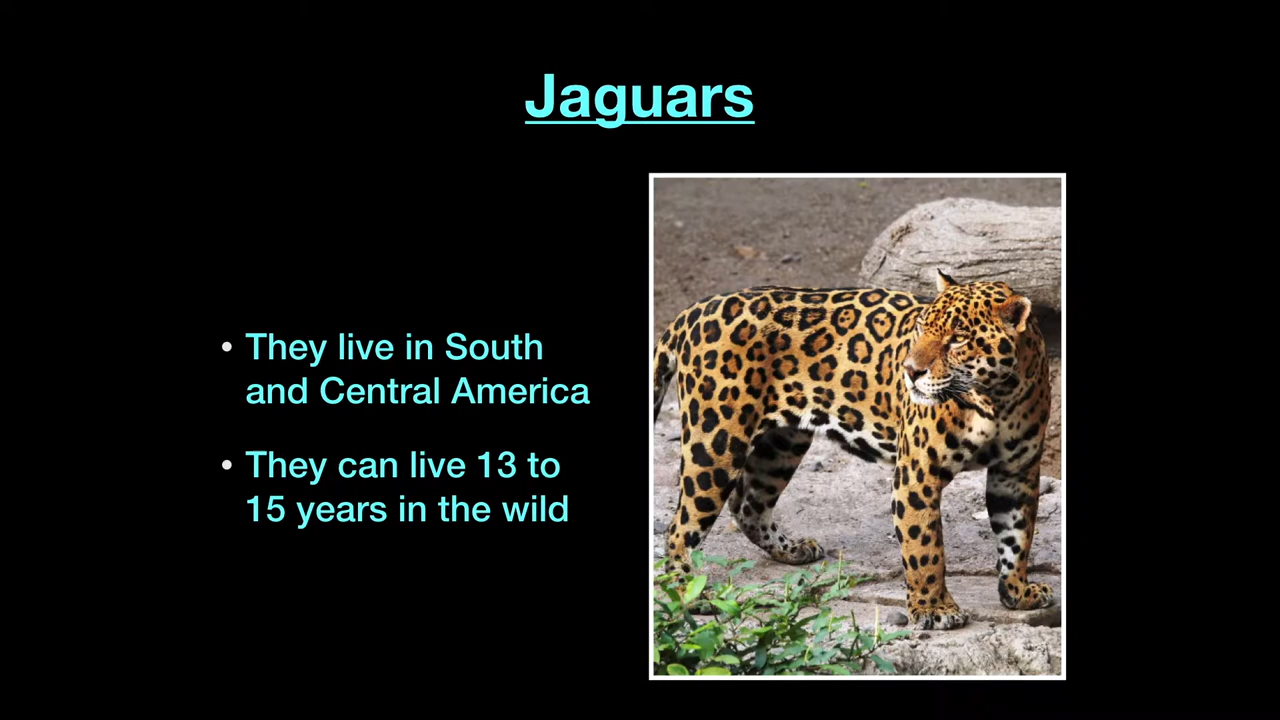 Jaguars
• They live in South
and Central America
• They can live 13 to
15 years in the wild